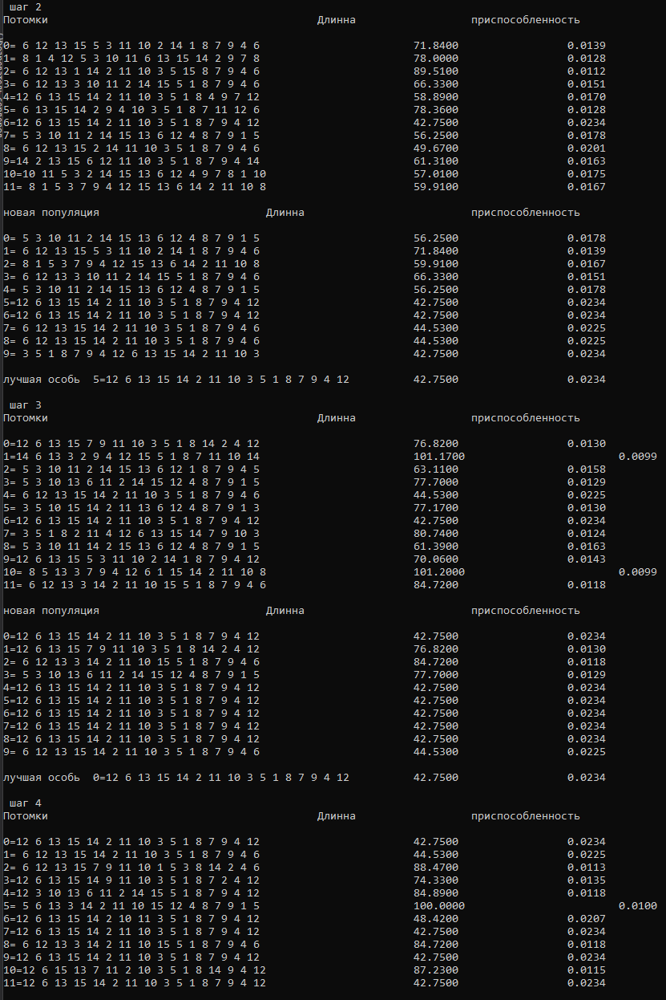 шаг 2
Потомки Длинна приспособленность
0= 6 12 13 15 5 3 11 10 2 14 1 8 7 9 4 6 71.8400 0.0139
1= 8 1 4 12 5 3 10 11 6 13 15 14 2 9 7 8 78.0000 0.0128
2= 6 12 13 1 14 2 11 10 3 5 15 8 7 9 4 6 89.5100 0.0112
3= 6 12 13 3 10 11 2 14 15 5 1 8 7 9 4 6 66.3300 0.0151
4=12 6 13 15 14 2 11 10 3 5 1 8 4 9 7 12 58.8900 0.0170
5= 6 13 15 14 2 9 4 10 3 5 1 8 7 11 12 6 78.3600 0.0128
6=12 6 13 15 14 2 11 10 3 5 1 8 7 9 4 12 42.7500 0.0234
7= 5 3 10 11 2 14 15 13 6 12 4 8 7 9 1 5 56.2500 0.0178
8= 6 12 13 15 2 14 11 10 3 5 1 8 7 9 4 6 49.6700 0.0201
9=14 2 13 15 6 12 11 10 3 5 1 8 7 9 4 14 61.3100 0.0163
10=10 11 5 3 2 14 15 13 6 12 4 9 7 8 1 10 57.0100 0.0175
11= 8 1 5 3 7 9 4 12 15 13 6 14 2 11 10 8 59.9100 0.0167
новая популяция Длинна приспособленность
0= 5 3 10 11 2 14 15 13 6 12 4 8 7 9 1 5 56.2500 0.0178
1= 6 12 13 15 5 3 11 10 2 14 1 8 7 9 4 6 71.8400 0.0139
2= 8 1 5 3 7 9 4 12 15 13 6 14 2 11 10 8 59.9100 0.0167
3= 6 12 13 3 10 11 2 14 15 5 1 8 7 9 4 6 66.3300 0.0151
4= 5 3 10 11 2 14 15 13 6 12 4 8 7 9 1 5 56.2500 0.0178
5=12 6 13 15 14 2 11 10 3 5 1 8 7 9 4 12 42.7500 0.0234
6=12 6 13 15 14 2 11 10 3 5 1 8 7 9 4 12 42.7500 0.0234
7= 6 12 13 15 14 2 11 10 3 5 1 8 7 9 4 6 44.5300 0.0225
8= 6 12 13 15 14 2 11 10 3 5 1 8 7 9 4 6 44.5300 0.0225
9= 3 5 1 8 7 9 4 12 6 13 15 14 2 11 10 3 42.7500 0.0234
лучшая особь 5=12 6 13 15 14 2 11 10 3 5 1 8 7 9 4 12 42.7500 0.0234
шаг 3
Потомки Длинна приспособленность
0=12 6 13 15 7 9 11 10 3 5 1 8 14 2 4 12 76.8200 0.0130
1=14 6 13 3 2 9 4 12 15 5 1 8 7 11 10 14 101.1700 0.0099
2= 5 3 10 11 2 14 15 13 6 12 1 8 7 9 4 5 63.1100 0.0158
3= 5 3 10 13 6 11 2 14 15 12 4 8 7 9 1 5 77.7000 0.0129
4= 6 12 13 15 14 2 11 10 3 5 1 8 7 9 4 6 44.5300 0.0225
5= 3 5 10 15 14 2 11 13 6 12 4 8 7 9 1 3 77.1700 0.0130
6=12 6 13 15 14 2 11 10 3 5 1 8 7 9 4 12 42.7500 0.0234
7= 3 5 1 8 2 11 4 12 6 13 15 14 7 9 10 3 80.7400 0.0124
8= 5 3 10 11 14 2 15 13 6 12 4 8 7 9 1 5 61.3900 0.0163
9=12 6 13 15 5 3 11 10 2 14 1 8 7 9 4 12 70.0600 0.0143
10= 8 5 13 3 7 9 4 12 6 1 15 14 2 11 10 8 101.2000 0.0099
11= 6 12 13 3 14 2 11 10 15 5 1 8 7 9 4 6 84.7200 0.0118
новая популяция Длинна приспособленность
0=12 6 13 15 14 2 11 10 3 5 1 8 7 9 4 12 42.7500 0.0234
1=12 6 13 15 7 9 11 10 3 5 1 8 14 2 4 12 76.8200 0.0130
2= 6 12 13 3 14 2 11 10 15 5 1 8 7 9 4 6 84.7200 0.0118
3= 5 3 10 13 6 11 2 14 15 12 4 8 7 9 1 5 77.7000 0.0129
4=12 6 13 15 14 2 11 10 3 5 1 8 7 9 4 12 42.7500 0.0234
5=12 6 13 15 14 2 11 10 3 5 1 8 7 9 4 12 42.7500 0.0234
6=12 6 13 15 14 2 11 10 3 5 1 8 7 9 4 12 42.7500 0.0234
7=12 6 13 15 14 2 11 10 3 5 1 8 7 9 4 12 42.7500 0.0234
8=12 6 13 15 14 2 11 10 3 5 1 8 7 9 4 12 42.7500 0.0234
9= 6 12 13 15 14 2 11 10 3 5 1 8 7 9 4 6 44.5300 0.0225
лучшая особь 0=12 6 13 15 14 2 11 10 3 5 1 8 7 9 4 12 42.7500 0.0234
шаг 4
Потомки Длинна приспособленность
0=12 6 13 15 14 2 11 10 3 5 1 8 7 9 4 12 42.7500 0.0234
1= 6 12 13 15 14 2 11 10 3 5 1 8 7 9 4 6 44.5300 0.0225
2= 6 12 13 15 7 9 11 10 1 5 3 8 14 2 4 6 88.4700 0.0113
3=12 6 13 15 14 9 11 10 3 5 1 8 7 2 4 12 74.3300 0.0135
4=12 3 10 13 6 11 2 14 15 5 1 8 7 9 4 12 84.8900 0.0118
5= 5 6 13 3 14 2 11 10 15 12 4 8 7 9 1 5 100.0000 0.0100
6=12 6 13 15 14 2 10 11 3 5 1 8 7 9 4 12 48.4200 0.0207
7=12 6 13 15 14 2 11 10 3 5 1 8 7 9 4 12 42.7500 0.0234
8= 6 12 13 3 14 2 11 10 15 5 1 8 7 9 4 6 84.7200 0.0118
9=12 6 13 15 14 2 11 10 3 5 1 8 7 9 4 12 42.7500 0.0234
10=12 6 15 13 7 11 2 10 3 5 1 8 14 9 4 12 87.2300 0.0115
11=12 6 13 15 14 2 11 10 3 5 1 8 7 9 4 12 42.7500 0.0234